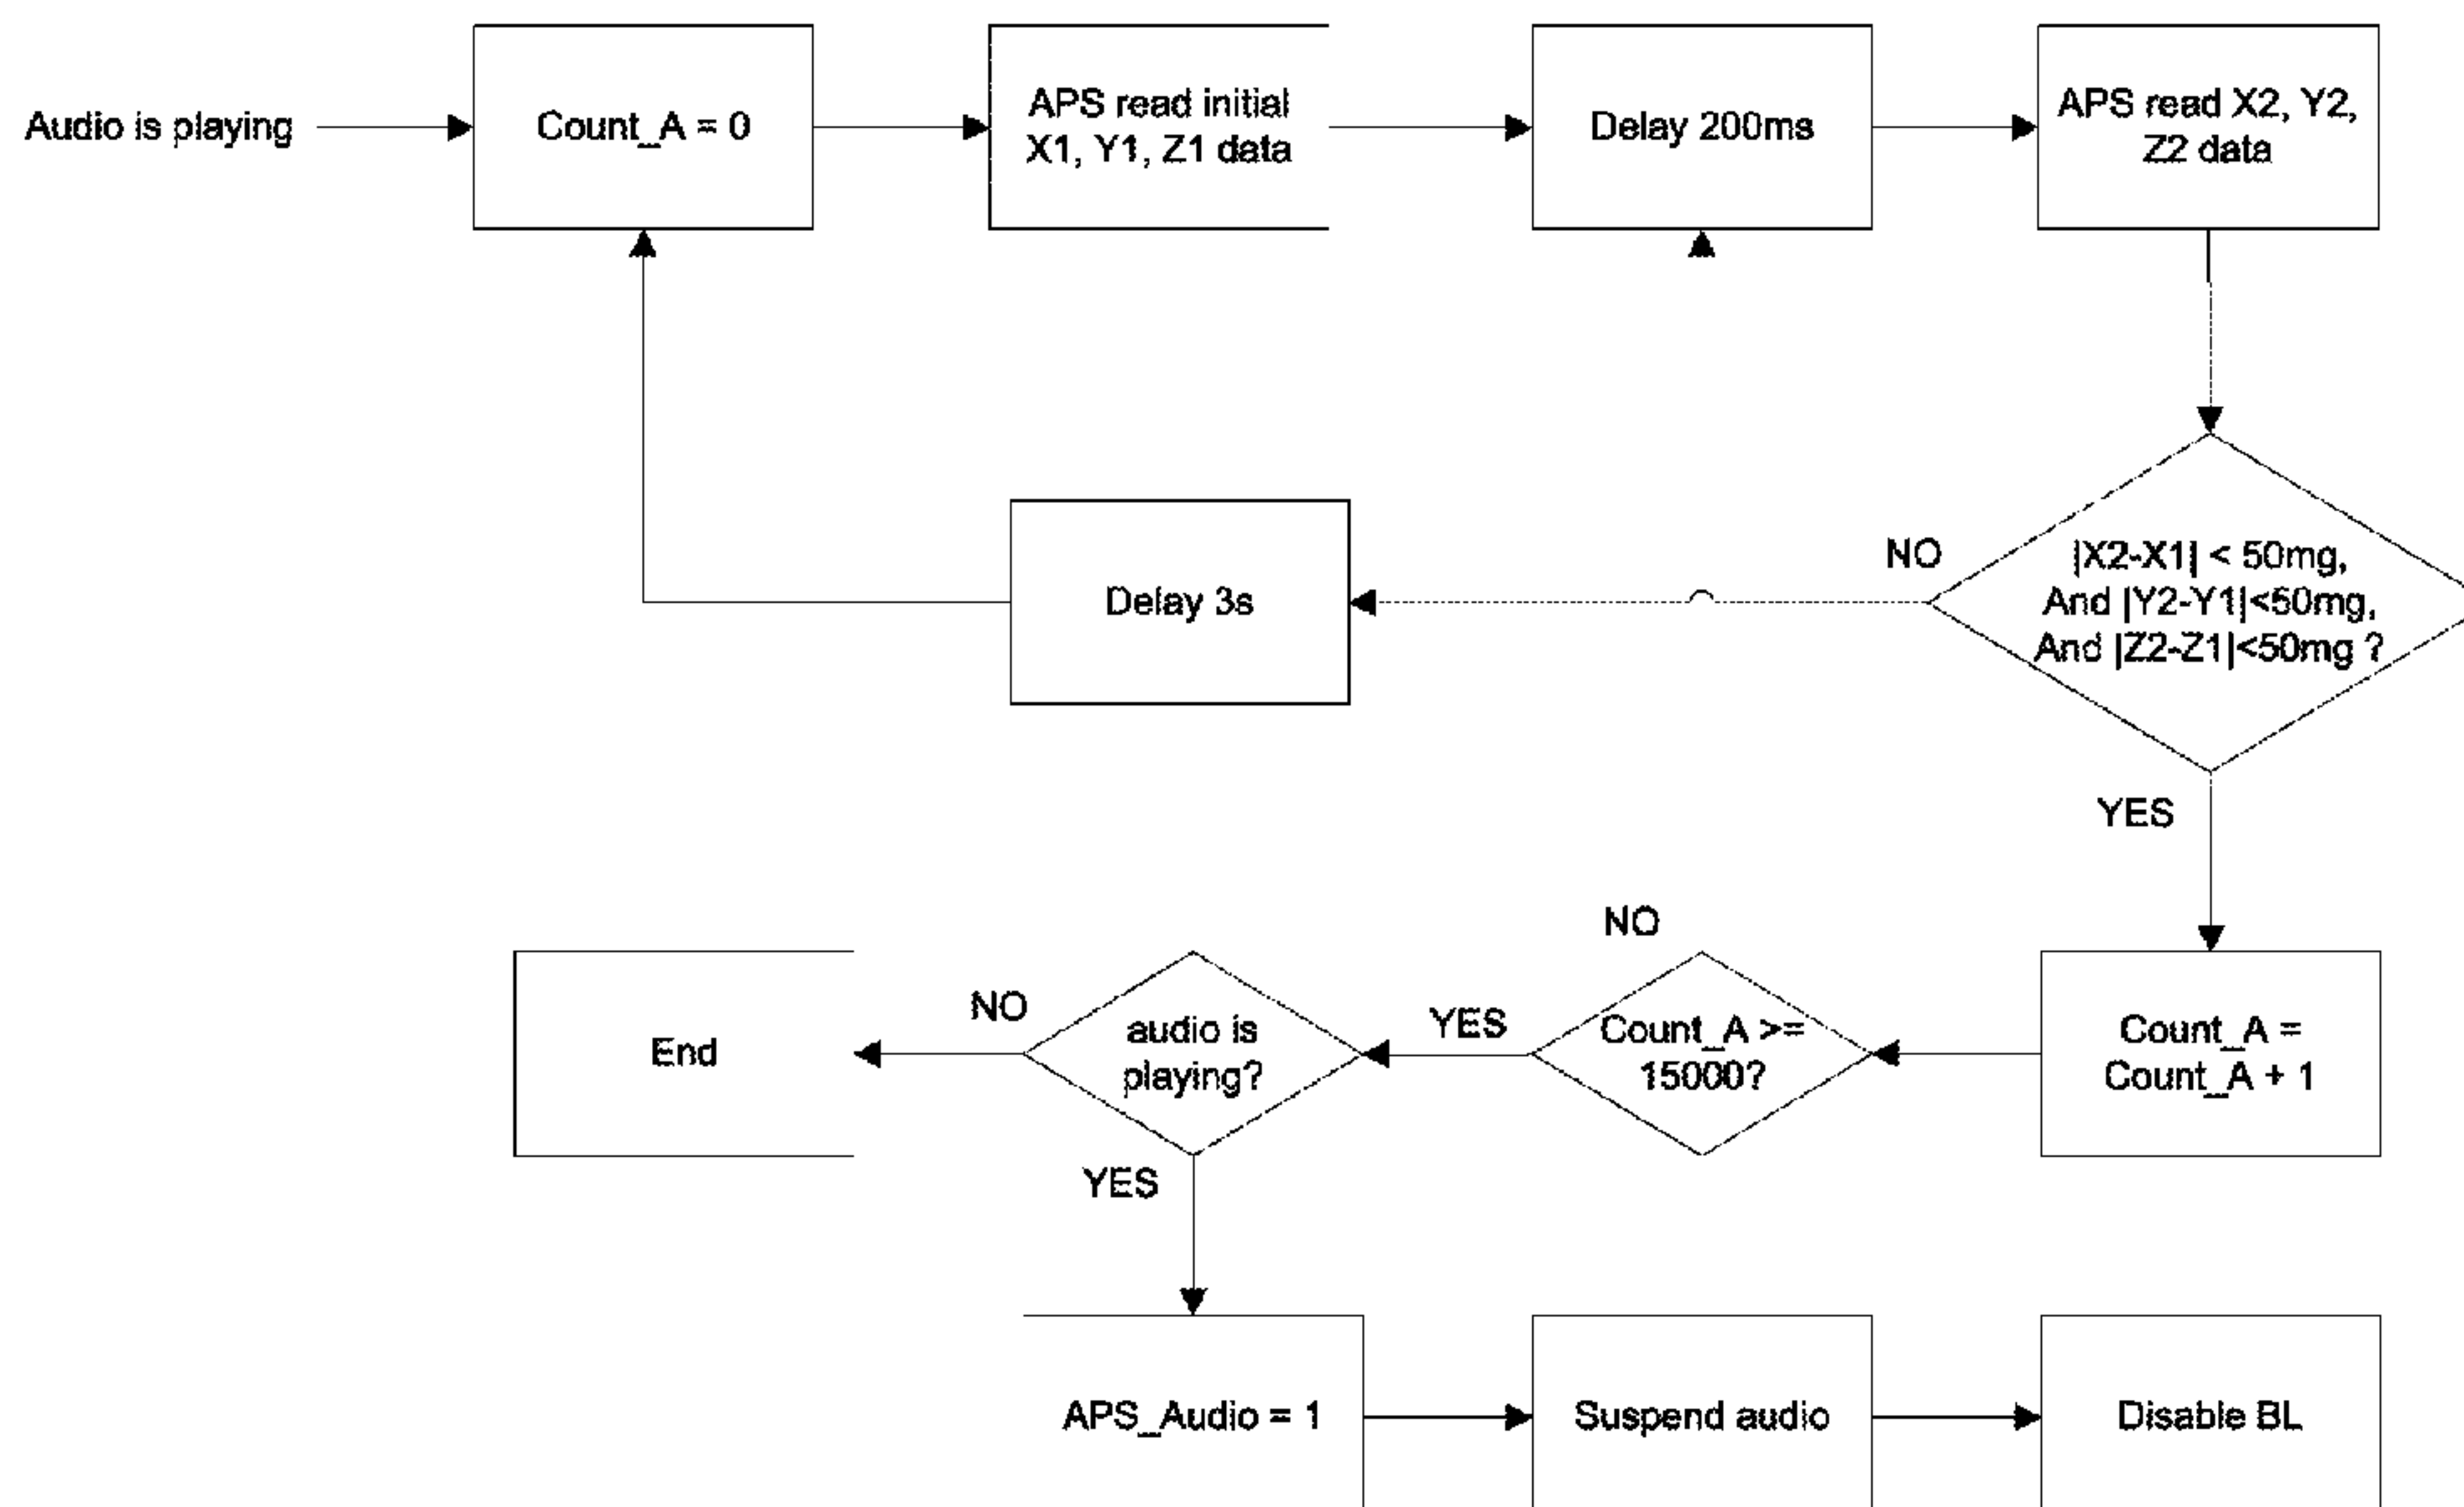 Audio is playing
Count_A = 0
APS read initial
X1, Y1, Z1 data
Delay 200ms
APS read X2, Y2,
Z2 data
NO
|X2-X1| < 50mg,
And |Y2-Y1|<50mg,
And |Z2-Z1|<50mg ?
Delay 3s
YES
NO
End
NO
audio is
playing?
YES
Count_A >=
15000?
Count_A =
Count_A + 1
YES
APS_Audio = 1
Suspend audio
Disable BL